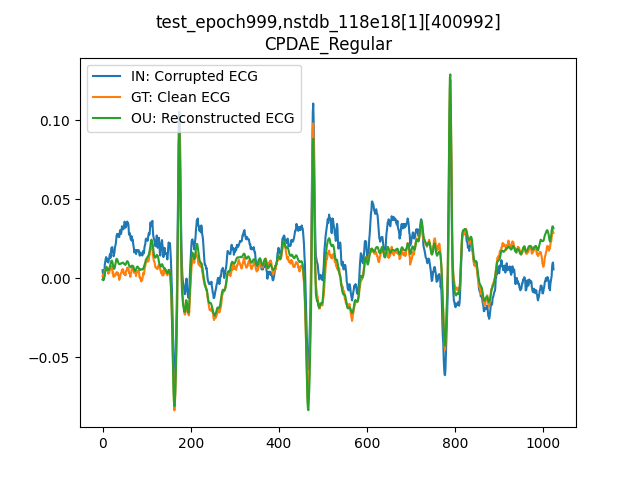 test_epoch999,nstdb_118e18[1][400992]
CPDAE_Regular
IN: Corrupted ECG
GT: Clean ECG
OU: Reconstructed ECG
0.10
0.05
0.00
−0.05
0
200
400
600
800
1000